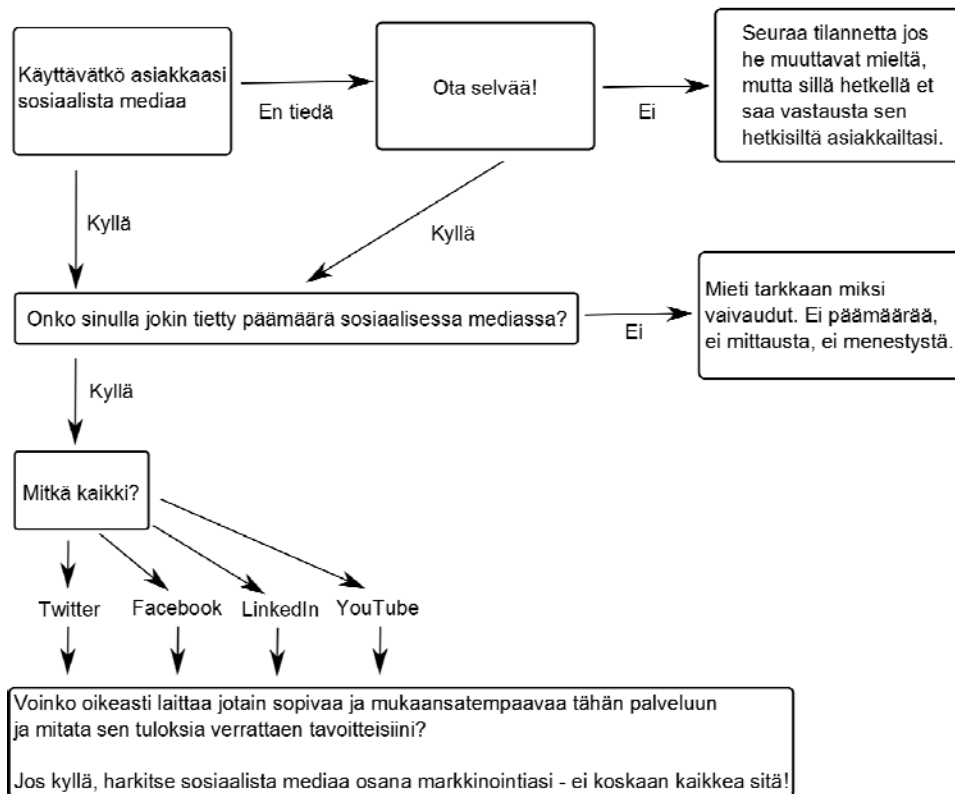 Käyttävätkö asiakkaasi
sosiaalista mediaa
En tiedä
Ota selvää!
Ei
Seuraa tilannetta jos
he muuttavat mieltä,
mutta sillä hetkellä et
saa vastausta sen
hetkisiltä asiakkailtasi.
Kyllä
Kyllä
Onko sinulla jokin tietty päämäärä sosiaalisessa mediassa?
Ei
Mieti tarkkaan miksi
vaivaudut. Ei päämäärää,
ei mittausta, ei menestystä.
Kyllä
Mitkä kaikki?
Twitter
Facebook
LinkedIn
YouTube
Voinko oikeasti laittaa jotain sopivaa ja mukaansatempaavaa tähän palveluun
ja mitata sen tuloksia verrattaen tavoitteisiini?
Jos kyllä, harkitse sosiaalista mediaa osana markkinointiasi - ei koskaan kaikkea sitä!